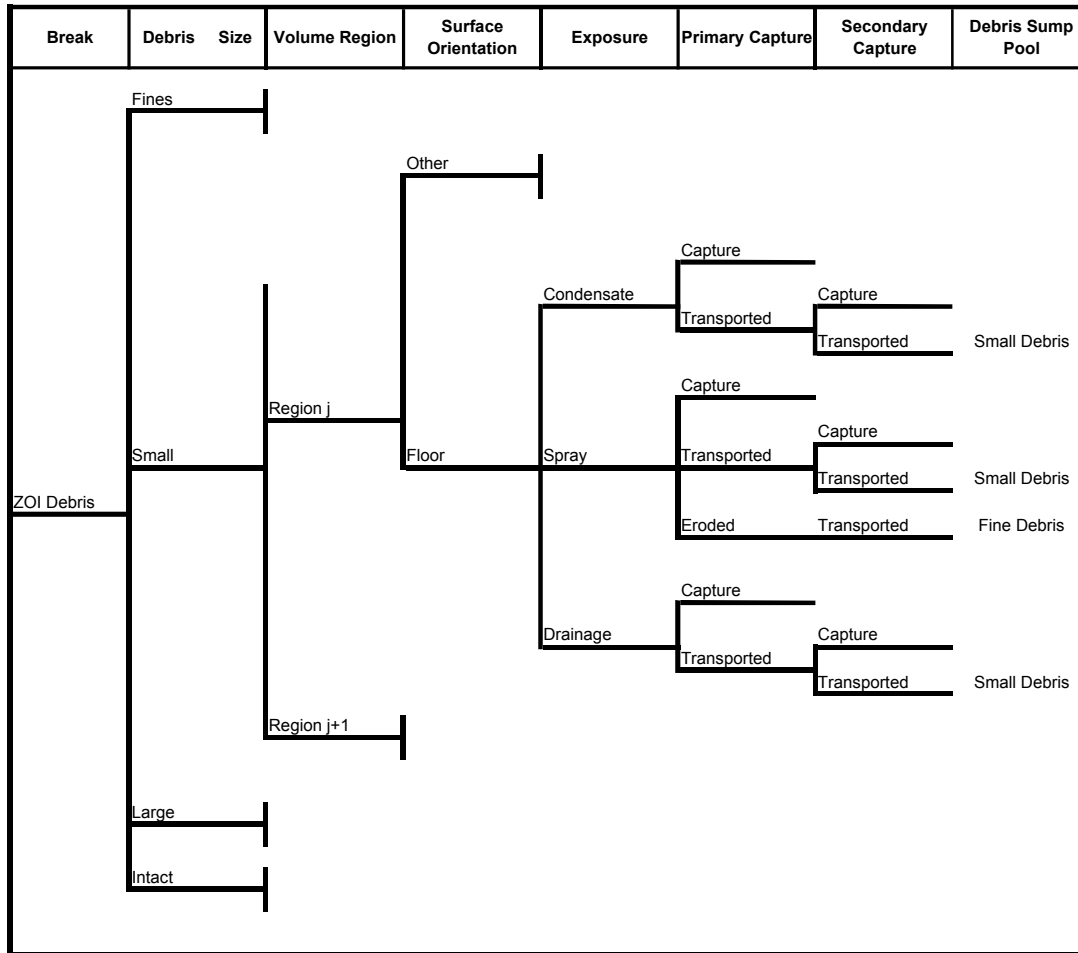 Break Debris Size Volume Region Surface Orientation Exposure Primary Capture Secondary Capture Debris Sump Pool
Fines
Other
Capture
Condensate Capture
Transported
Transported Small Debris
Capture
Region j
Capture
Small Floor Spray Transported
Transported Small Debris
ZOI Debris
Eroded Transported Fine Debris
Capture
Drainage Capture
Transported
Transported Small Debris
Region j+1
Large
Intact